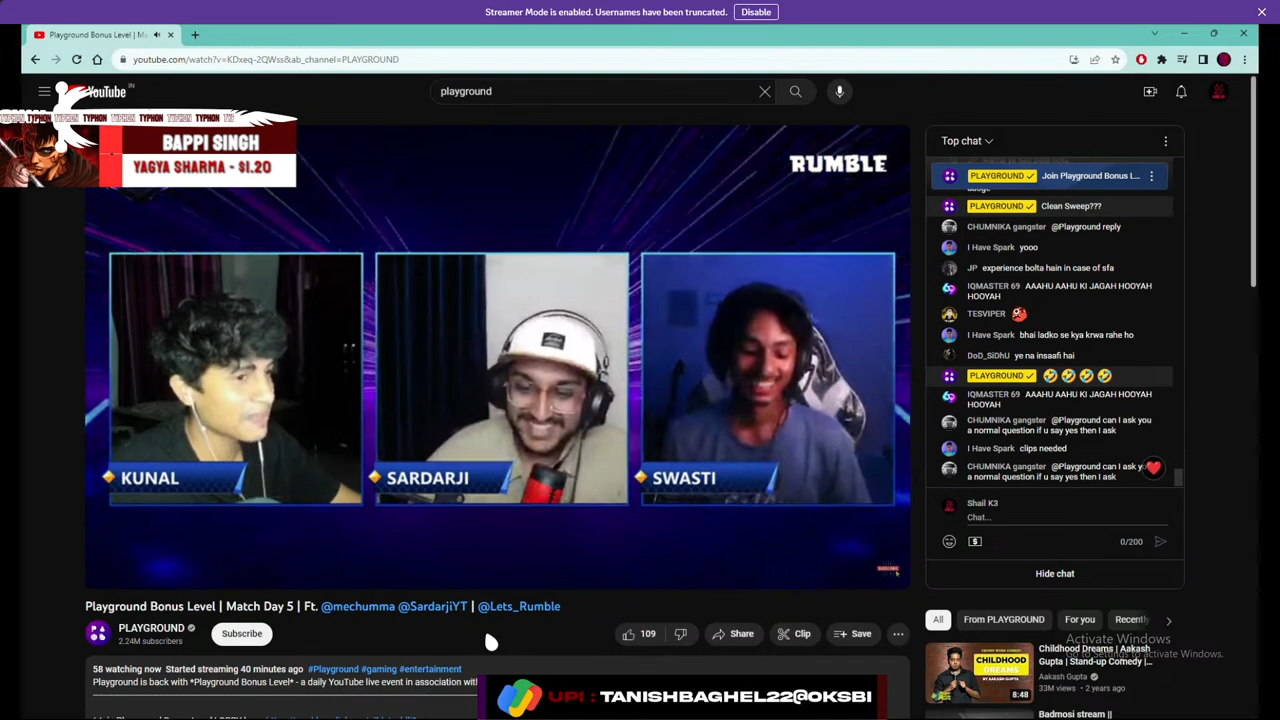 Streamer Mode is enabled. Usernames have been truncated. Disable
Playground Bonus Level | M
youtube.com/watch?v=KDxeq-2QWss&ab_channel=PLAYGROUND
YouTube IN
playground
TYPHON TYPHON TYPHON TYPHON TYPHON
BAPPI SINGH
YAGYA SHARMA - $1.20
RUMBLE
KUNAL
SARDARJI
SWASTI
SUBSCRIBE
Top chat
PLAYGROUND Join Playground Bonus L...
PLAYGROUND Clean Sweep???
CHUMNIKA gangster @Playground reply
I Have Spark yooo
JP experience bolta hain in case of sfa
IQMASTER 69 AAAHU AAHU KI JAGAH HOOYAH
HOOYAH
TESVIPER
I Have Spark bhai ladko se kya krwa rahe ho
DoD_SiDhU ye na insaafi hai
PLAYGROUND 🤣🤣🤣🤣
IQMASTER 69 AAAHU AAHU KI JAGAH HOOYAH
HOOYAH
CHUMNIKA gangster @Playground can I ask you
a normal question if u say yes then I ask
I Have Spark clips needed
CHUMNIKA gangster @Playground can I ask y
a normal question if u say yes then I ask
Shail K3
Chat...
0/200
Hide chat
Playground Bonus Level | Match Day 5 | Ft. @mechumma @SardarjiYT | @Lets_Rumble
PLAYGROUND
2.24M subscribers
Subscribe
109
Share
Clip
Save
58 watching now Started streaming 40 minutes ago #Playground #gaming #entertainment
Playground is back with *Playground Bonus Level* - a daily YouTube live event in association wit
UPI : TANISHBAGHEL22@OKSBI
All
From PLAYGROUND
For you
Recently
Activate Windows
Go to Settings to activate Windows.
CHILDHOOD
DREAMS
8:48
Childhood Dreams | Aakash
Gupta | Stand-up Comedy |...
Aakash Gupta
33M views • 2 years ago
Badmosi stream ||